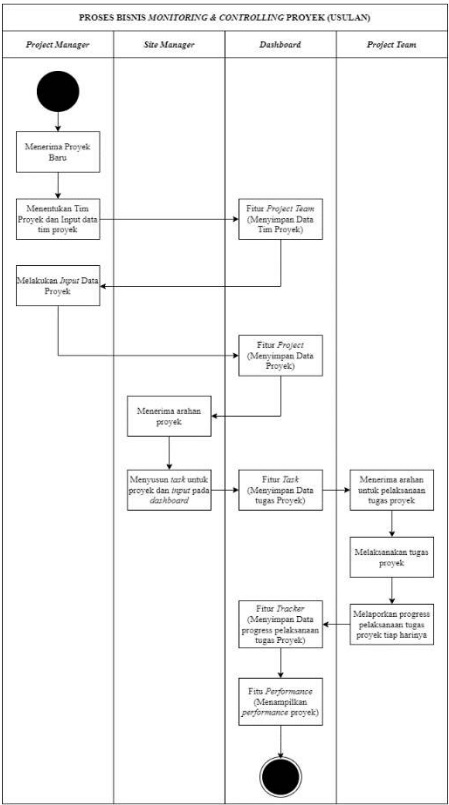 PROSES BISNIS MONITORING & CONTROLLING PROYEK (USULAN)
Project Manager
Site Manager
Dashboard
Project Team
Menerima Proyek
Baru
Menentukan Tim
Proyek dan Input data
tim proyek
Fitur Project Team
(Menyimpan Data
Tim Proyek)
Melakukan Input Data
Proyek
Fitur Project
(Menyimpan Data
Proyek)
Menerima arahan
proyek
Menyusun task untuk
proyek dan input pada
dashboard
Fitur Task
(Menyimpan Data
tugas Proyek)
Menerima arahan
untuk pelaksanaan
tugas proyek
Melaksanakan tugas
proyek
Melaporkan progress
pelaksanaan tugas
proyek tiap harinya
Fitur Tracker
(Menyimpan Data
progress pelaksanaan
tugas Proyek)
Fitu Performance
(Menampilkan
performance proyek)